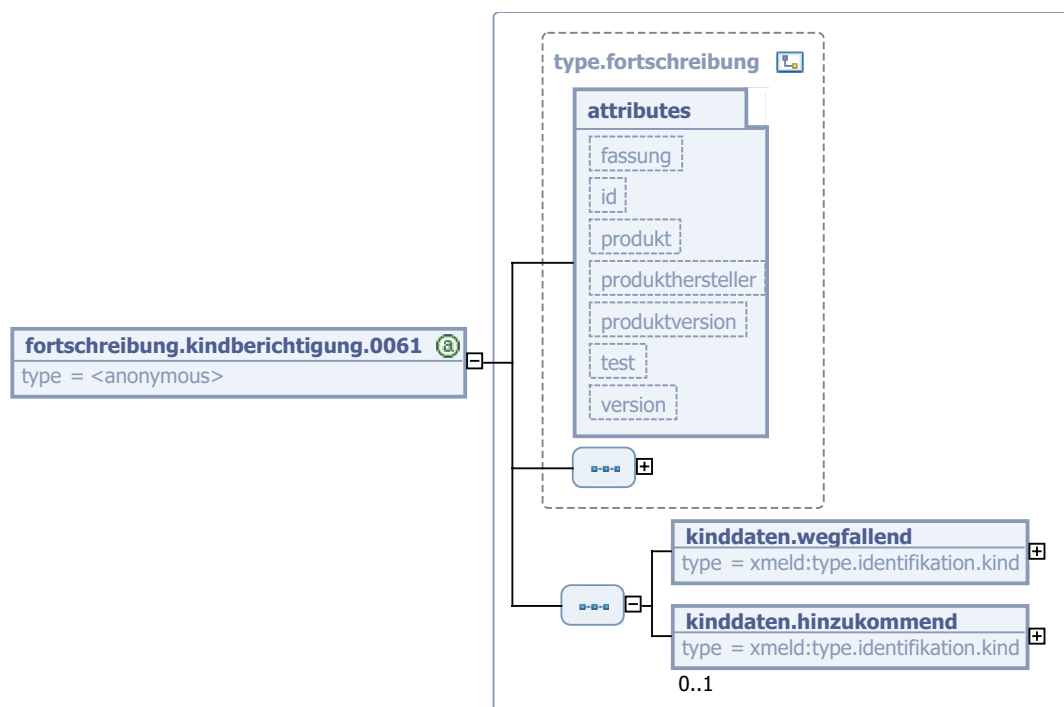 type.fortschreibung
attributes
fassung
id
produkt
produkthersteller
produktversion
test
version
fortschreibung.kindberichtigung.0061 @
type = <anonymous>
kinddaten.wegfallend
type = xmeld:type.identifikation.kind
kinddaten.hinzukommend
type = xmeld:type.identifikation.kind
0..1